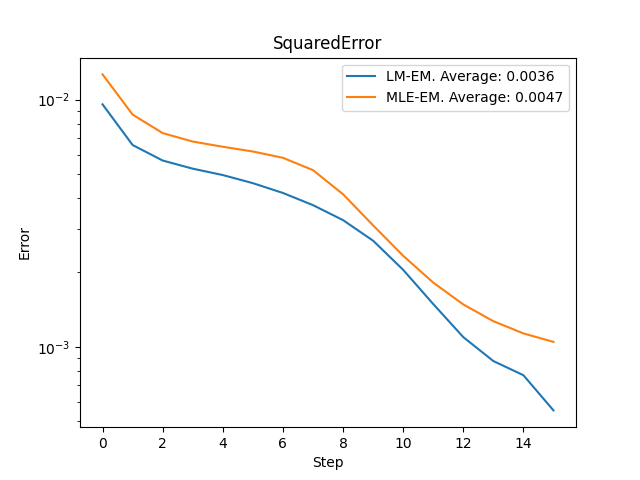 SquaredError
LM-EM. Average: 0.0036
MLE-EM. Average: 0.0047
10⁻²
10⁻³
Error
0 2 4 6 8 10 12 14
Step